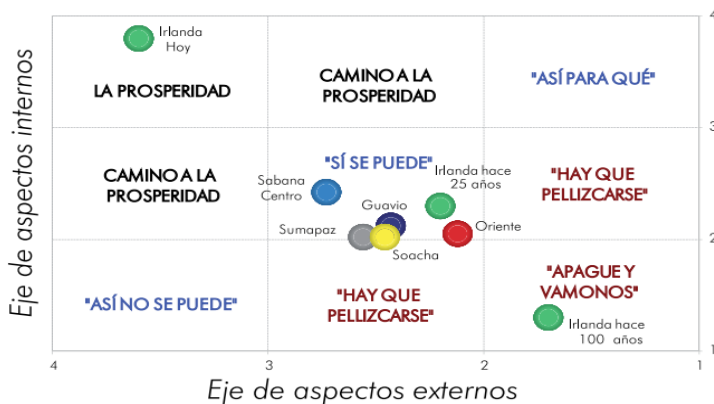 Eje de aspectos internos
Irlanda
Hoy
LA PROSPERIDAD
CAMINO A LA
PROSPERIDAD
"ASÍ PARA QUÉ"
CAMINO A LA
PROSPERIDAD
"SÍ SE PUEDE"
"HAY QUE
PELLIZCARSE"
Sabana
Centro
Guavio
Irlanda hace
25 años
Sumapaz
Soacha
Oriente
"ASÍ NO SE PUEDE"
"HAY QUE
PELLIZCARSE"
"APAGUE Y
VAMONOS"
Irlanda hace
100 años
4
3
2
1
4
3
2
1
Eje de aspectos externos